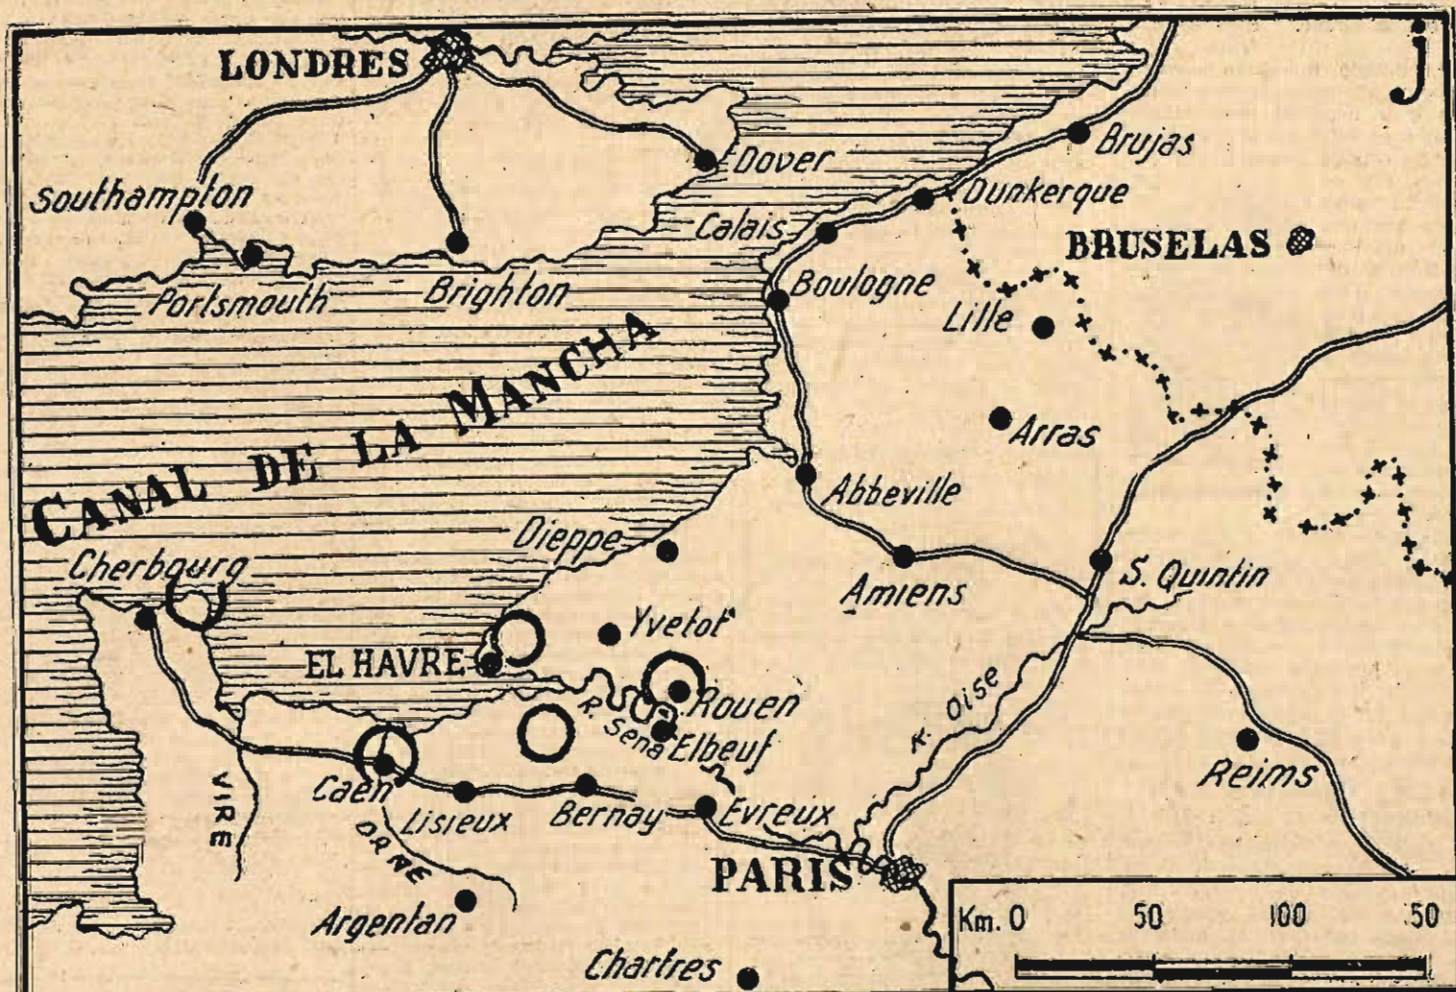 j
LONDRES
Brujas
Dover
Dunkerque
Southampton
Calais
BRUSELAS
Portsmouth
Brighton
Boulogne
Lille
CANAL DE LA MANCHA
Arras
Abbeville
Dieppe
Cherbourg
Amiens
S. Quintin
Yvetot
EL HAVRE
R. Oise
Rouen
R. Sena
Elbeuf
VIRE
Caen
Reims
Lisieux
Bernay
Evreux
ORNE
PARIS
Argentan
Km. 0 50 100 50
Chartres